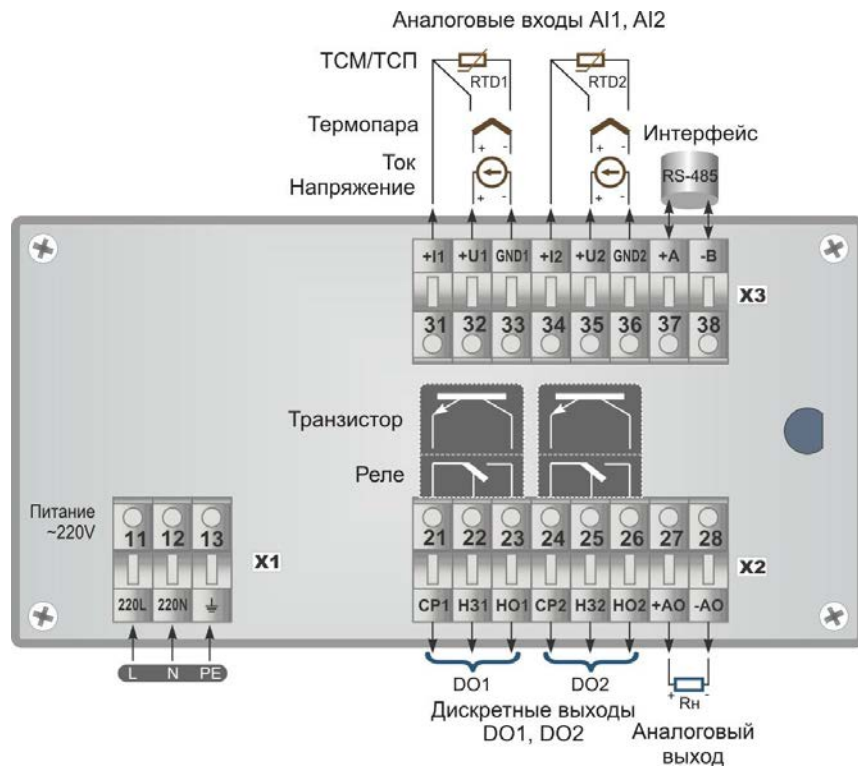 Аналоговые входы AI1, AI2
ТСМ/ТСП
RTD1
RTD2
Термопара
+ -
+ -
Интерфейс
Ток
Напряжение
RS-485
+ -
+ -
+I1 +U1 GND1 +I2 +U2 GND2 +A -B
X3
31 32 33 34 35 36 37 38
Транзистор
Реле
Питание
~220V
11 12 13
X1
21 22 23 24 25 26 27 28
X2
220L 220N
CP1 H31 HO1 CP2 H32 HO2 +AO -AO
L N PE
DO1
DO2
+ -
Rн
Дискретные выходы
DO1, DO2
Аналоговый
выход